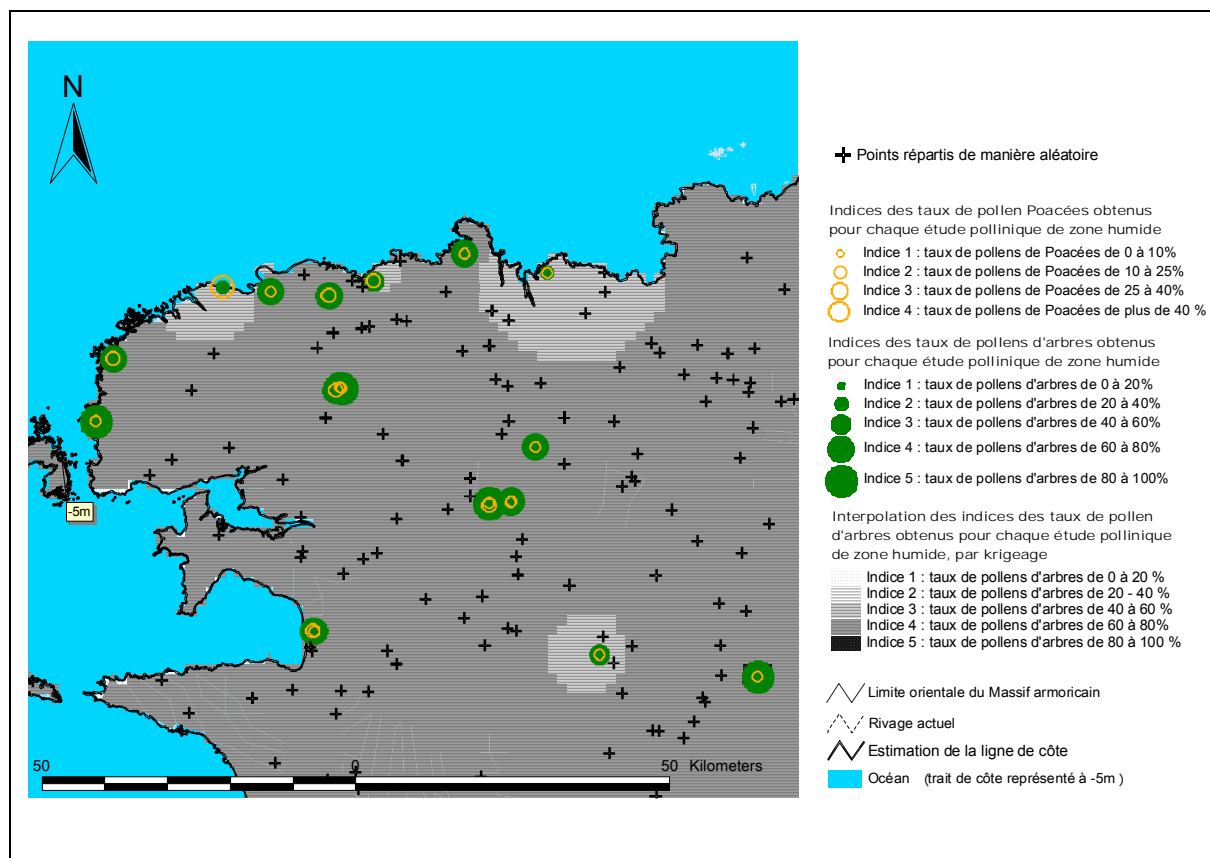 N
-5m
50
0
50
Kilometers
Points répartis de manière aléatoire
Indices des taux de pollen Poacées obtenus
pour chaque étude pollinique de zone humide
Indice 1 : taux de pollens de Poacées de 0 à 10%
Indice 2 : taux de pollens de Poacées de 10 à 25%
Indice 3 : taux de pollens de Poacées de 25 à 40%
Indice 4 : taux de pollens de Poacées de plus de 40 %
Indices des taux de pollens d'arbres obtenus
pour chaque étude pollinique de zone humide
Indice 1 : taux de pollens d'arbres de 0 à 20%
Indice 2 : taux de pollens d'arbres de 20 à 40%
Indice 3 : taux de pollens d'arbres de 40 à 60%
Indice 4 : taux de pollens d'arbres de 60 à 80%
Indice 5 : taux de pollens d'arbres de 80 à 100%
Interpolation des indices des taux de pollen
d'arbres obtenus pour chaque étude pollinique
de zone humide, par krigeage
Indice 1 : taux de pollens d'arbres de 0 à 20 %
Indice 2 : taux de pollens d'arbres de 20 - 40%
Indice 3 : taux de pollens d'arbres de 40 à 60 %
Indice 4 : taux de pollens d'arbres de 60 à 80%
Indice 5 : taux de pollens d'arbres de 80 à 100 %
Limite orientale du Massif armoricain
Rivage actuel
Estimation de la ligne de côte
Océan (trait de côte représenté à -5m )